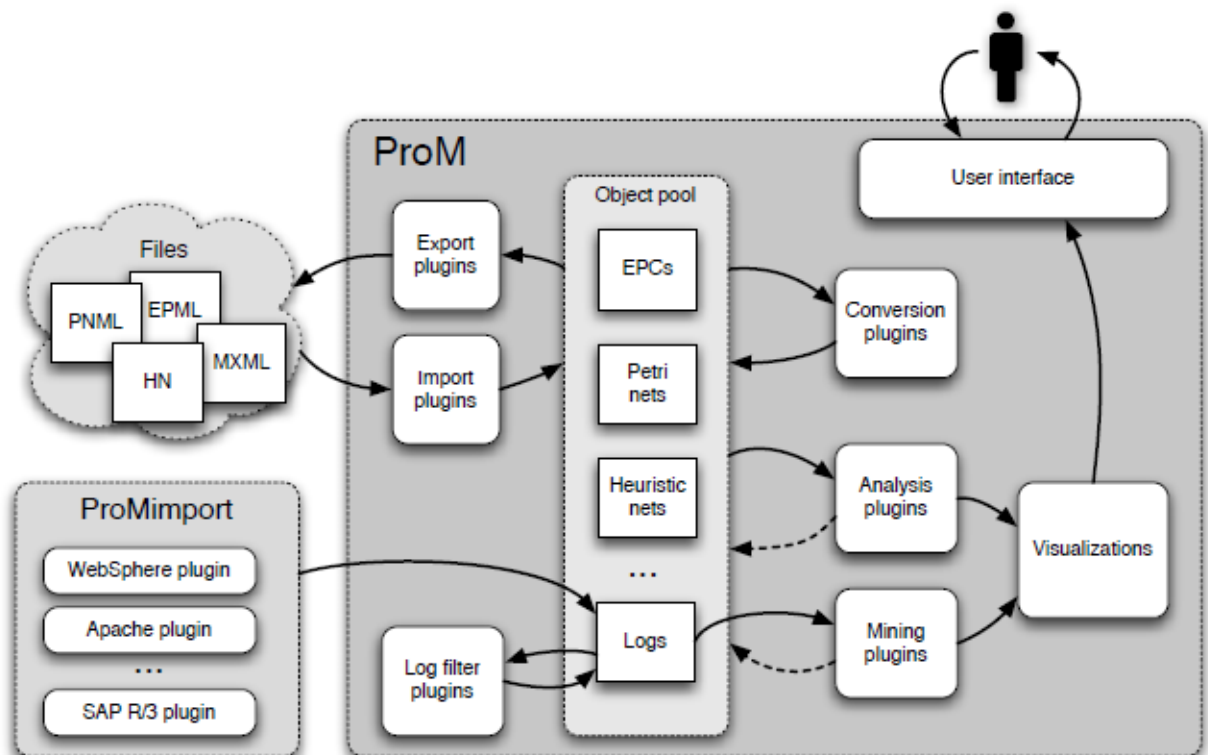 ProM
User interface
Object pool
Export
plugins
EPCs
Conversion
plugins
Files
PNML
EPML
HN
MXML
Import
plugins
Petri
nets
Heuristic
nets
...
Logs
Analysis
plugins
Visualizations
Mining
plugins
Log filter
plugins
ProMimport
WebSphere plugin
Apache plugin
...
SAP R/3 plugin